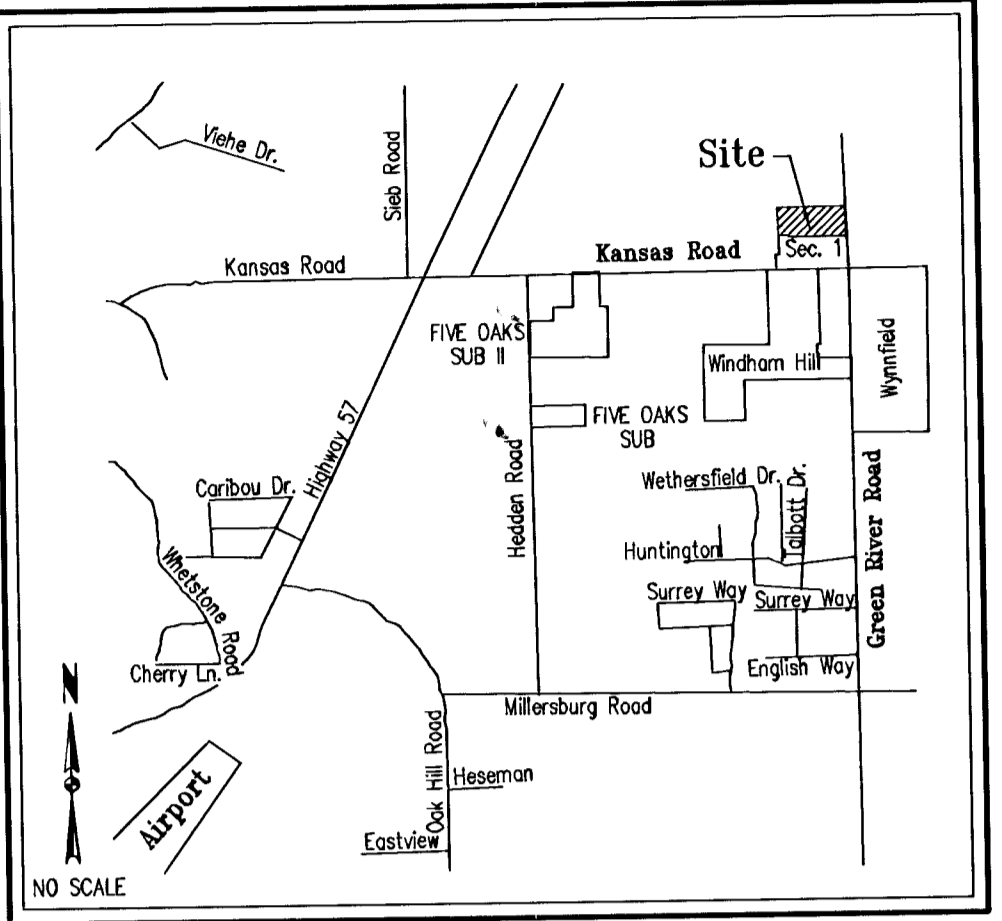 Viehe Dr.
Sieb Road
Site
Sec. 1
Kansas Road
Kansas Road
FIVE OAKS
SUB II
Windham Hill
Wynnfield
FIVE OAKS
SUB
Highway 57
Hedden Road
Caribou Dr.
Wethersfield Dr.
Talbott Dr.
Green River Road
Huntington
Whetstone Road
Surrey Way
Surrey Way
Cherry Ln.
English Way
N
Millersburg Road
Oak Hill Road
Heseman
Airport
Eastview
NO SCALE